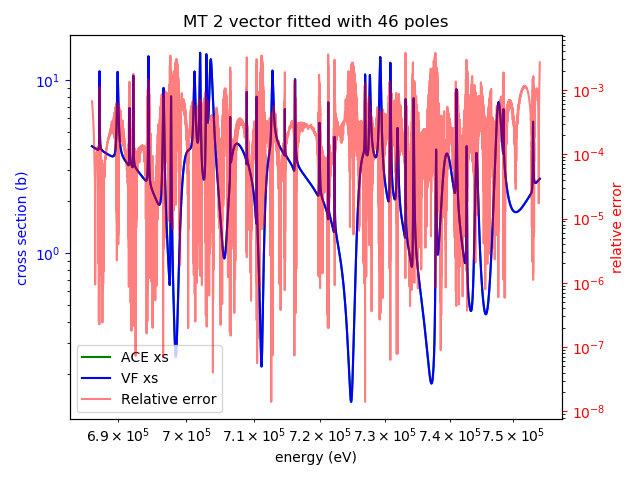 MT 2 vector fitted with 46 poles
10¹
10⁰
cross section (b)
10⁻³
10⁻⁴
10⁻⁵
10⁻⁶
10⁻⁷
10⁻⁸
relative error
ACE xs
VF xs
Relative error
6.9 × 10⁵ 7 × 10⁵ 7.1 × 10⁵ 7.2 × 10⁵ 7.3 × 10⁵ 7.4 × 10⁵ 7.5 × 10⁵
energy (eV)